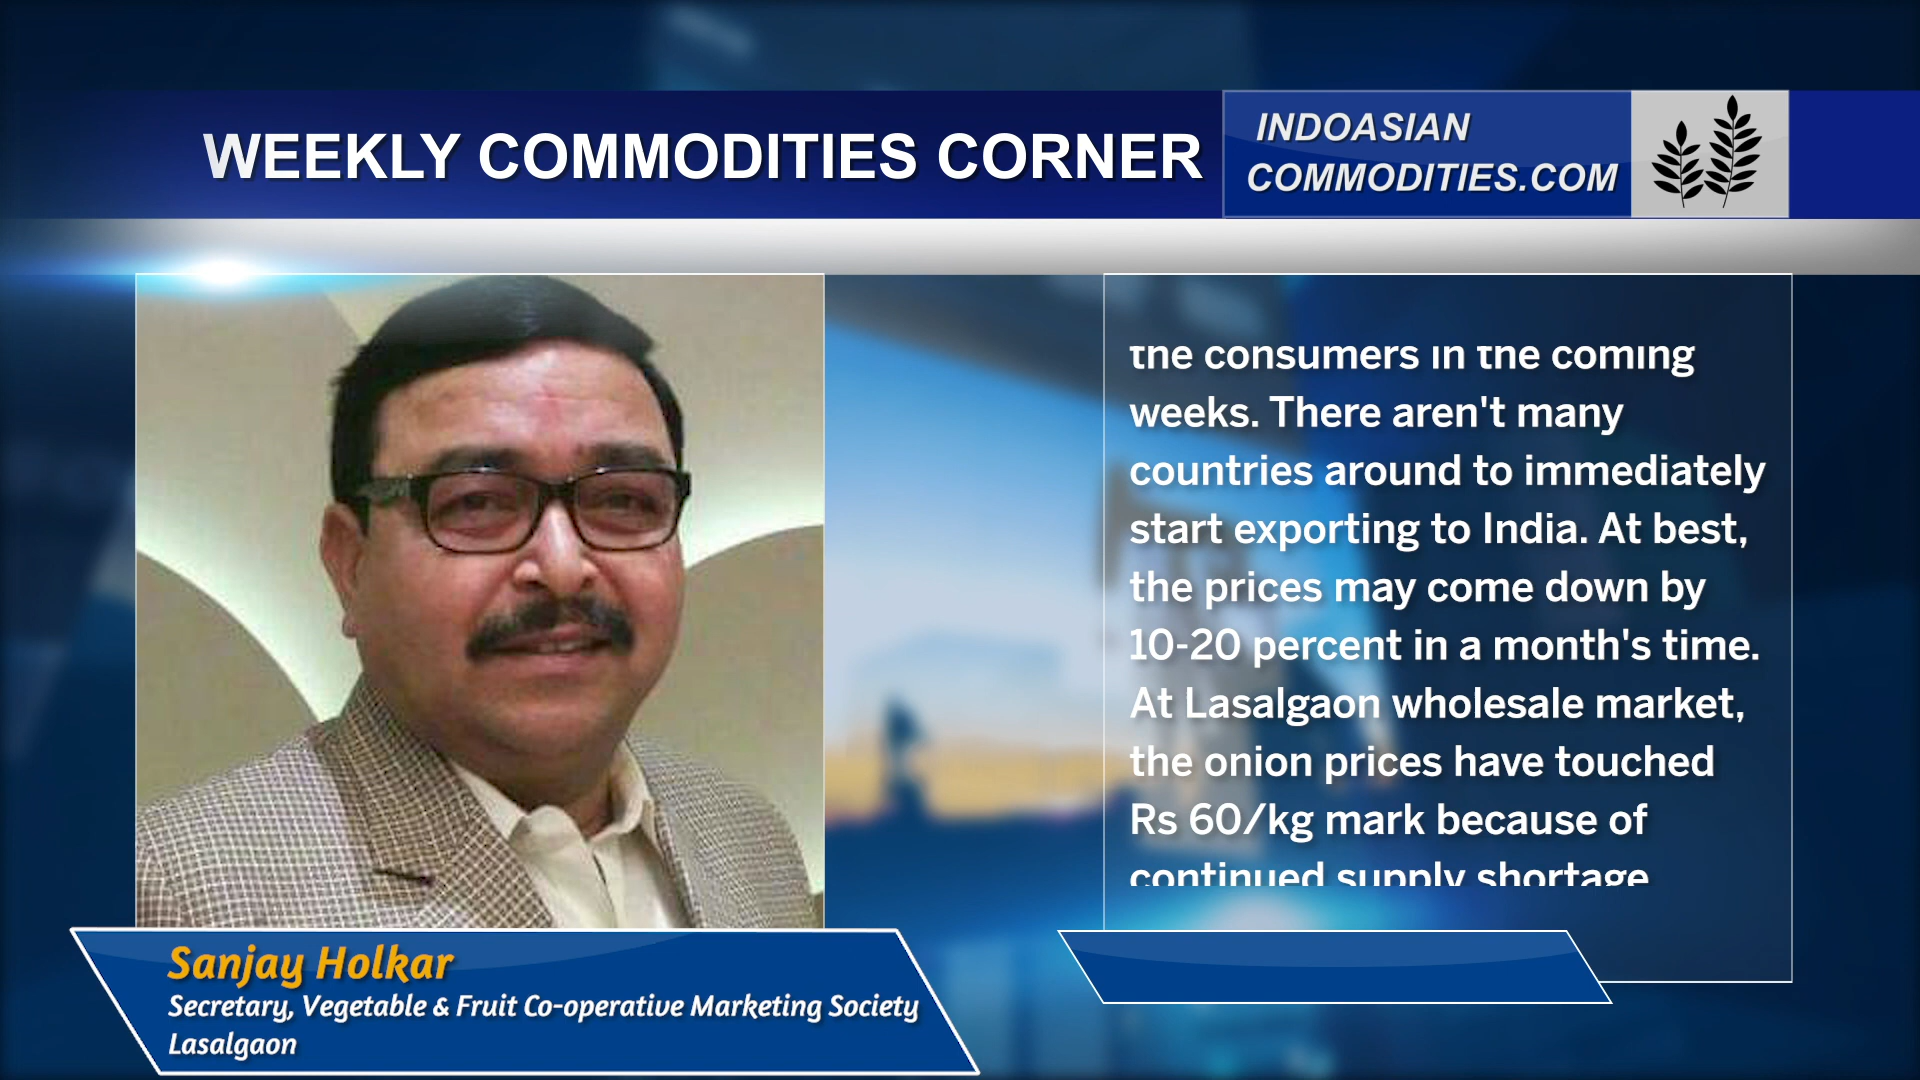 WEEKLY COMMODITIES CORNER
INDOASIAN
COMMODITIES.COM
the consumers in the coming
weeks. There aren't many
countries around to immediately
start exporting to India. At best,
the prices may come down by
10-20 percent in a month's time.
At Lasalgaon wholesale market,
the onion prices have touched
Rs 60/kg mark because of
continued supply shortage
Sanjay Holkar
Secretary, Vegetable & Fruit Co-operative Marketing Society
Lasalgaon